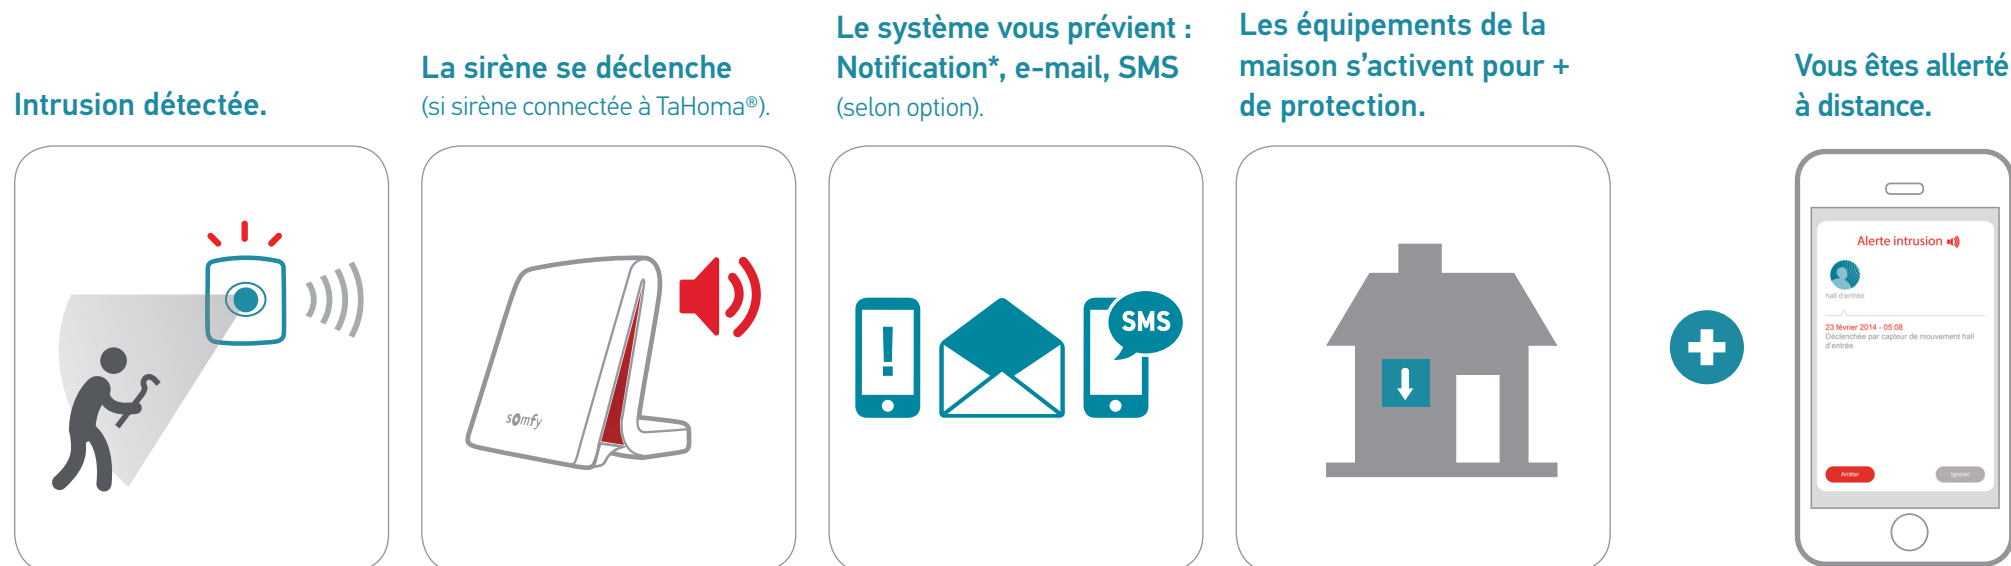 Intrusion détectée.
La sirène se déclenche
(si sirène connectée à TaHoma®).
Le système vous prévient :
Notification*, e-mail, SMS
(selon option).
Les équipements de la
maison s’activent pour +
de protection.
Vous êtes allerté
à distance.
somfy
SMS
Alerte intrusion
hall d’entrée
23 février 2014 - 05:08
Déclenchée par capteur de mouvement hall
d’entrée
Arrêter
Ignorer